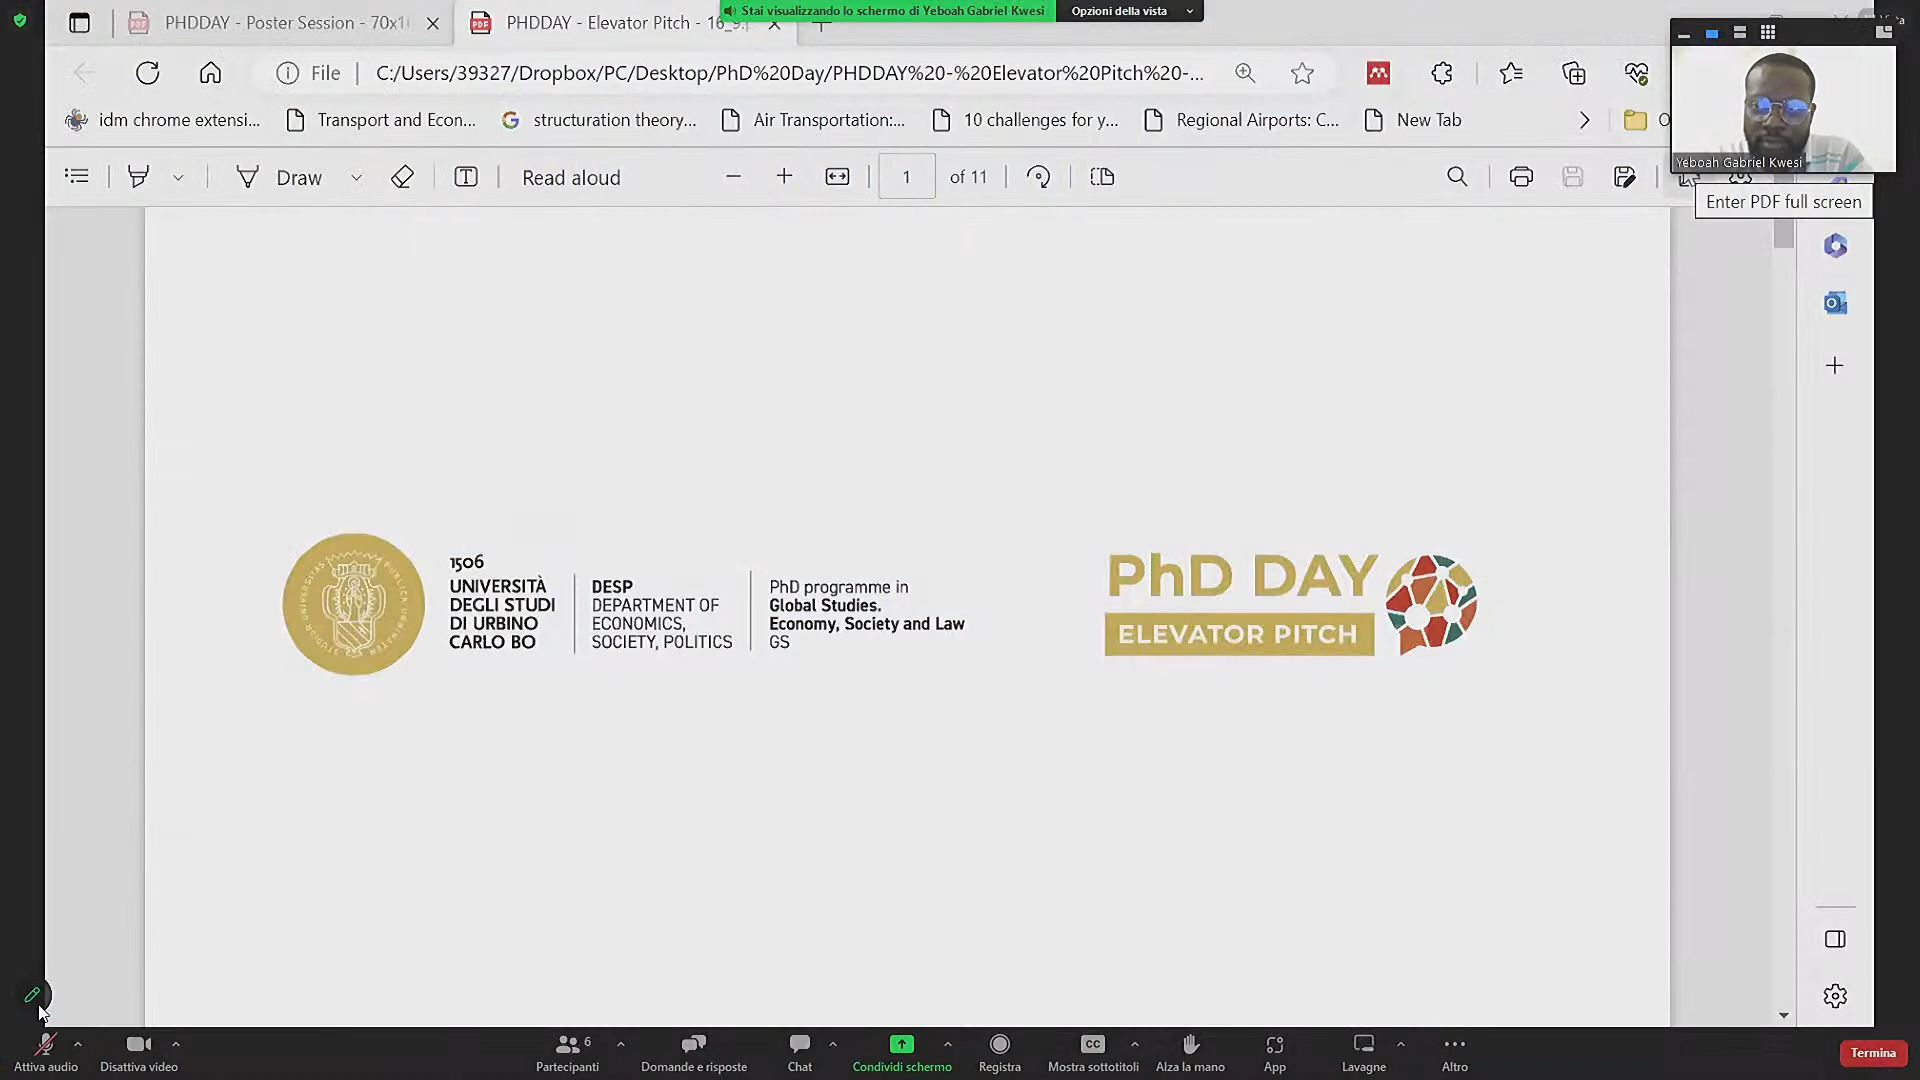 Stai visualizzando lo schermo di Yeboah Gabriel Kwesi
Opzioni della vista
PHDDAY - Poster Session - 70x1
PHDDAY - Elevator Pitch - 16_9.
File
C:/Users/39327/Dropbox/PC/Desktop/PhD%20Day/PHDDAY%20-%20Elevator%20Pitch%20-...
idm chrome extensi...
Transport and Econ...
structuration theory...
Air Transportation:...
10 challenges for y...
Regional Airports: C...
New Tab
O
Yeboah Gabriel Kwesi
Draw
Read aloud
1
of 11
Enter PDF full screen
1506
UNIVERSITÀ
DEGLI STUDI
DI URBINO
CARLO BO
DESP
DEPARTMENT OF
ECONOMICS,
SOCIETY, POLITICS
PhD programme in
Global Studies.
Economy, Society and Law
GS
PhD DAY
ELEVATOR PITCH
Attiva audio
Disattiva video
6
Partecipanti
Domande e risposte
Chat
Condividi schermo
Registra
CC
Mostra sottotitoli
Alza la mano
App
Lavagne
Altro
Termina